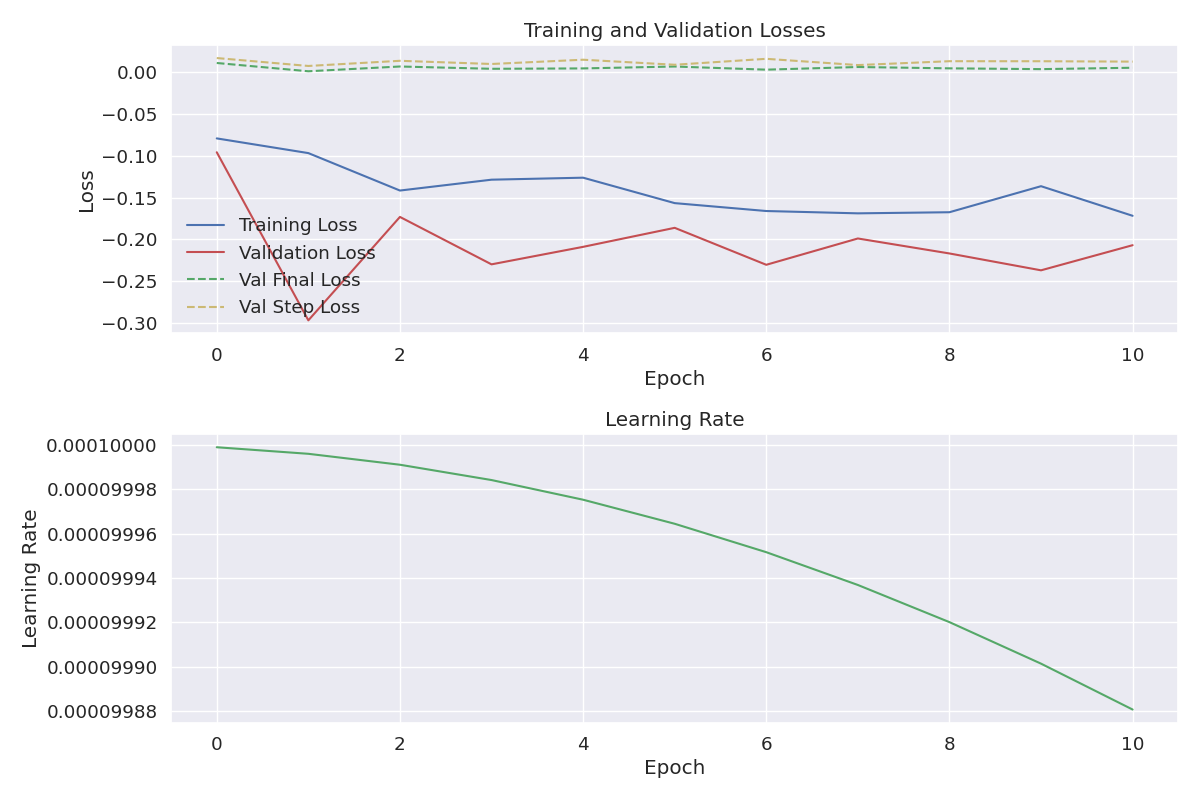 Training and Validation Losses
Loss
0.00
−0.05
−0.10
−0.15
−0.20
−0.25
−0.30
Training Loss
Validation Loss
Val Final Loss
Val Step Loss
0 2 4 6 8 10
Epoch
Learning Rate
Learning Rate
0.00010000
0.00009998
0.00009996
0.00009994
0.00009992
0.00009990
0.00009988
0 2 4 6 8 10
Epoch